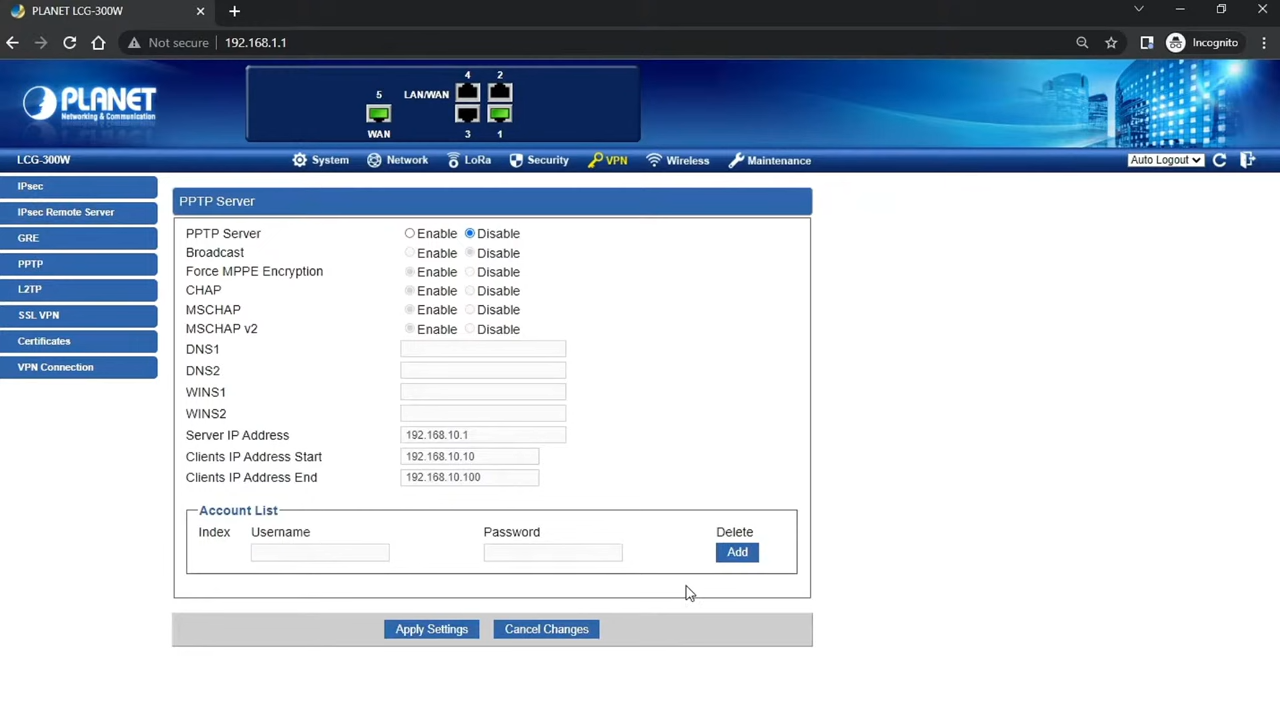 PLANET LCG-300W
Not secure 192.168.1.1 Incognito
PLANET
Networking & Communication
4 2
5 LAN/WAN
WAN 3 1
LCG-300W System Network LoRa Security VPN Wireless Maintenance Auto Logout
IPsec
IPsec Remote Server
GRE
PPTP
L2TP
SSL VPN
Certificates
VPN Connection
PPTP Server
PPTP Server Enable Disable
Broadcast Enable Disable
Force MPPE Encryption Enable Disable
CHAP Enable Disable
MSCHAP Enable Disable
MSCHAP v2 Enable Disable
DNS1
DNS2
WINS1
WINS2
Server IP Address 192.168.10.1
Clients IP Address Start 192.168.10.10
Clients IP Address End 192.168.10.100
Account List
Index Username Password Delete
Add
Apply Settings Cancel Changes